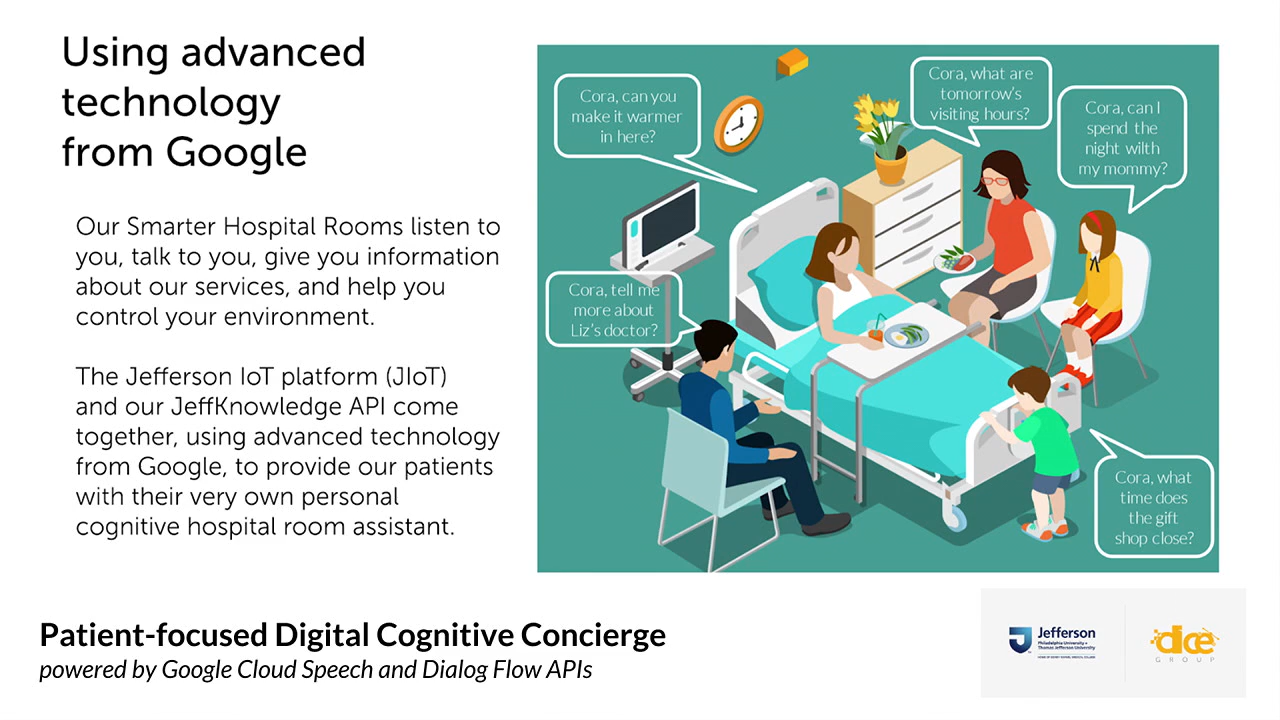 Using advanced
technology
from Google
Our Smarter Hospital Rooms listen to
you, talk to you, give you information
about our services, and help you
control your environment.
The Jefferson IoT platform (JIoT)
and our JeffKnowledge API come
together, using advanced technology
from Google, to provide our patients
with their very own personal
cognitive hospital room assistant.
Cora, can you
make it warmer
in here?
Cora, what are
tomorrow's
visiting hours?
Cora, can I
spend the
night wilth
my mommy?
Cora, tell me
more about
Liz's doctor?
Cora, what
time does
the gift
shop close?
Patient-focused Digital Cognitive Concierge
powered by Google Cloud Speech and Dialog Flow APIs
Jefferson
Philadelphia University +
Thomas Jefferson University
dice
GROUP